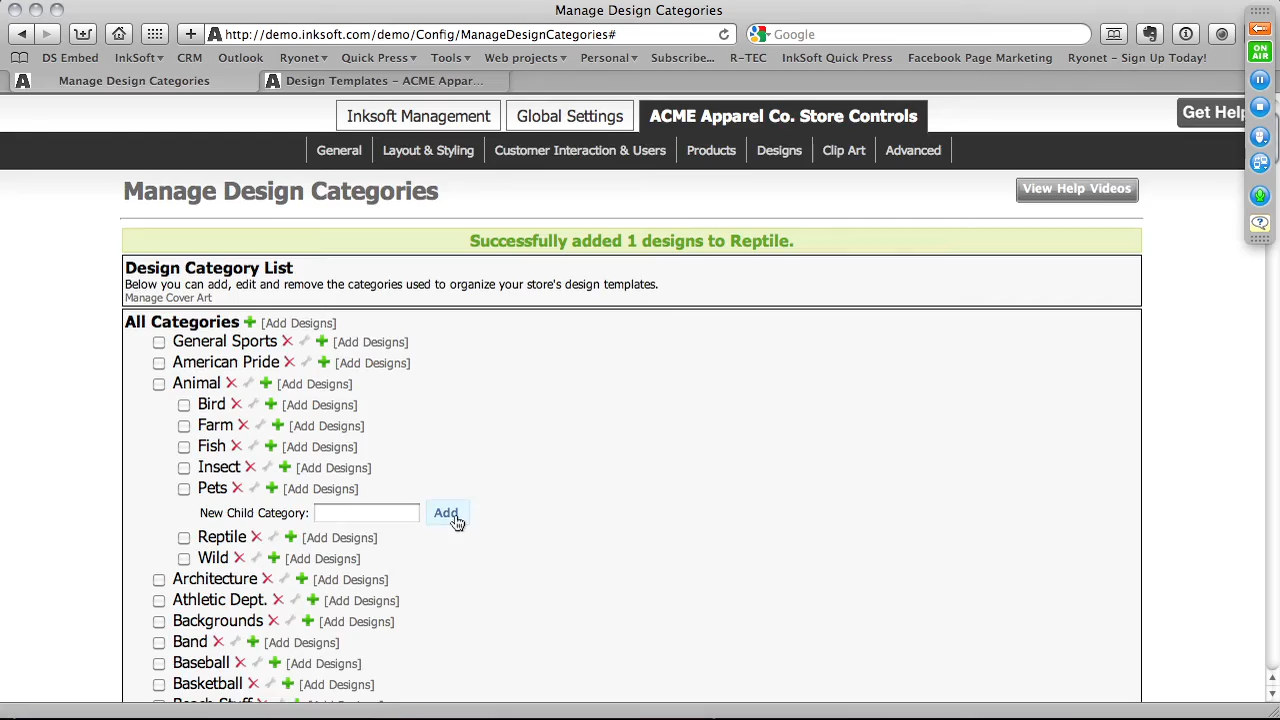 Manage Design Categories
http://demo.inksoft.com/demo/Config/ManageDesignCategories#
Google
DS Embed InkSoft▾ CRM Outlook Ryonet▾ Quick Press▾ Tools▾ Web projects Personal▾ Subscribe... R-TEC InkSoft Quick Press Facebook Page Marketing Ryonet - Sign Up Today!
Manage Design Categories
Design Templates - ACME Appar...
ON AIR
Inksoft Management
Global Settings
ACME Apparel Co. Store Controls
Get Help
General
Layout & Styling
Customer Interaction & Users
Products
Designs
Clip Art
Advanced
Manage Design Categories
View Help Videos
Successfully added 1 designs to Reptile.
Design Category List
Below you can add, edit and remove the categories used to organize your store's design templates.
Manage Cover Art
All Categories [Add Designs]
General Sports [Add Designs]
American Pride [Add Designs]
Animal [Add Designs]
Bird [Add Designs]
Farm [Add Designs]
Fish [Add Designs]
Insect [Add Designs]
Pets [Add Designs]
New Child Category: Add
Reptile [Add Designs]
Wild [Add Designs]
Architecture [Add Designs]
Athletic Dept. [Add Designs]
Backgrounds [Add Designs]
Band [Add Designs]
Baseball [Add Designs]
Basketball [Add Designs]
Beach Stuff